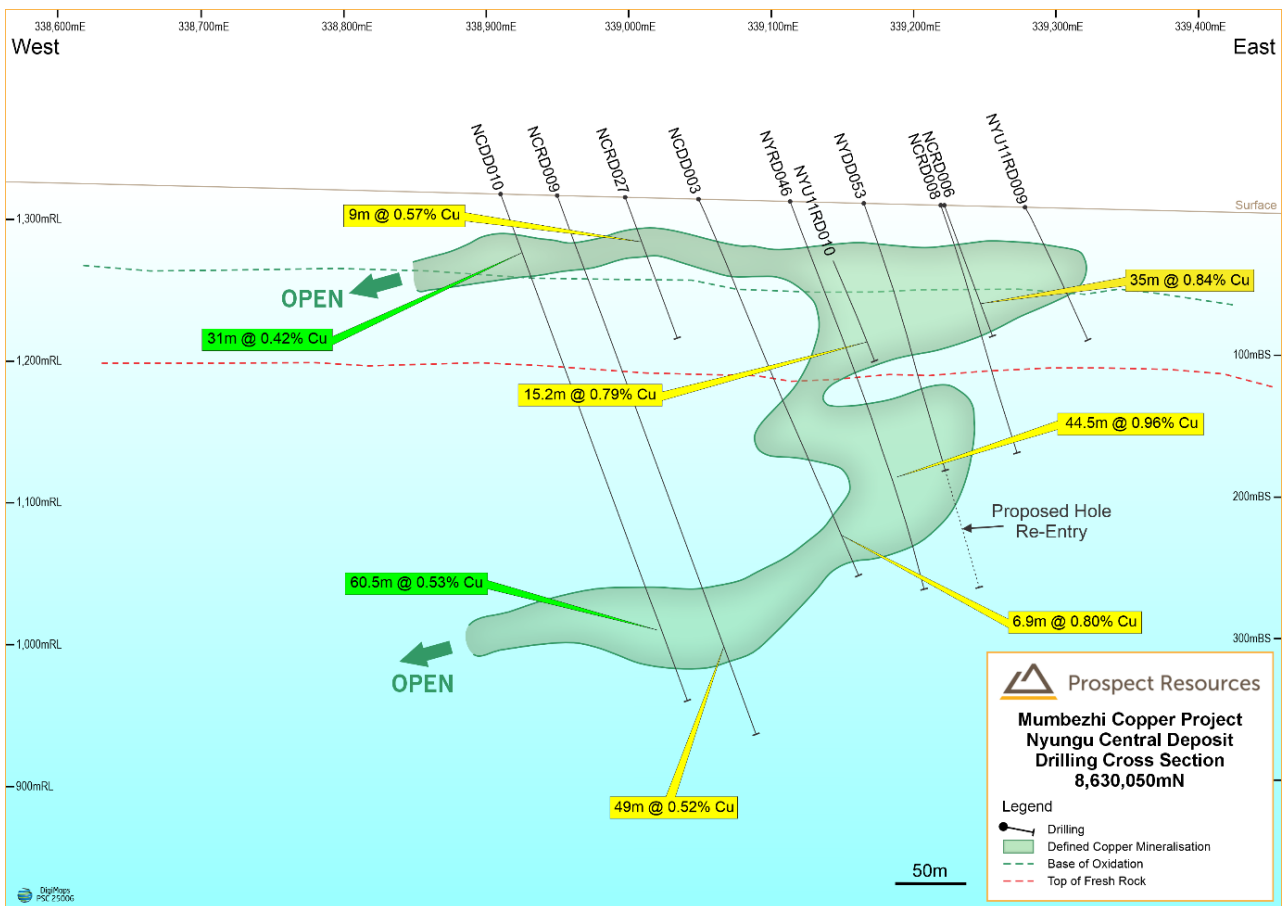 338,600mE
338,700mE
338,800mE
338,900mE
339,000mE
339,100mE
339,200mE
339,300mE
339,400mE
West
East
NCDD010
NCRD009
NCRD027
NCDD003
NYRD046
NYU11RD010
NYDD053
NCRD008
NCRD006
NYU11RD009
Surface
1,300mRL
9m @ 0.57% Cu
OPEN
35m @ 0.84% Cu
31m @ 0.42% Cu
1,200mRL
100mBS
15.2m @ 0.79% Cu
44.5m @ 0.96% Cu
1,100mRL
200mBS
Proposed Hole
Re-Entry
60.5m @ 0.53% Cu
6.9m @ 0.80% Cu
1,000mRL
300mBS
OPEN
900mRL
49m @ 0.52% Cu
50m
Prospect Resources
Mumbezhi Copper Project
Nyungu Central Deposit
Drilling Cross Section
8,630,050mN
Legend
Drilling
Defined Copper Mineralisation
Base of Oxidation
Top of Fresh Rock
DigiMaps
PSC2500G